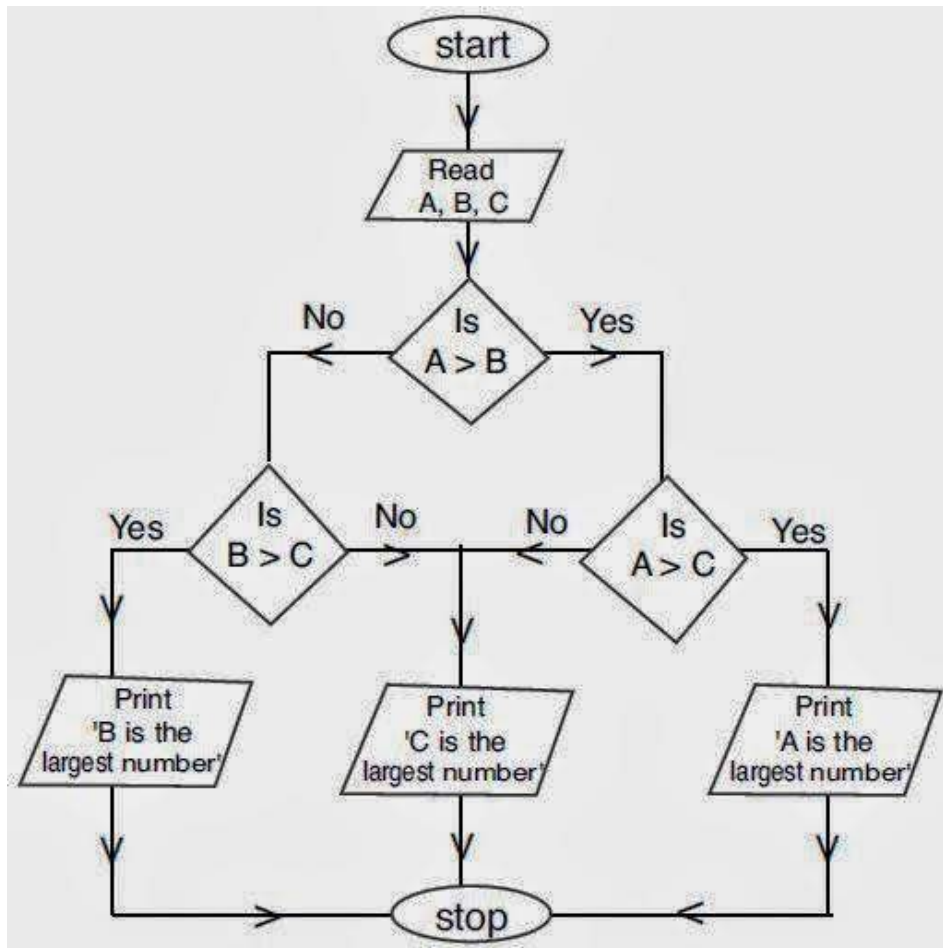 start
Read
A, B, C
No
Is
A > B
Yes
Yes
Is
B > C
No
No
Is
A > C
Yes
Print
'B is the
largest number'
Print
'C is the
largest number'
Print
'A is the
largest number'
stop